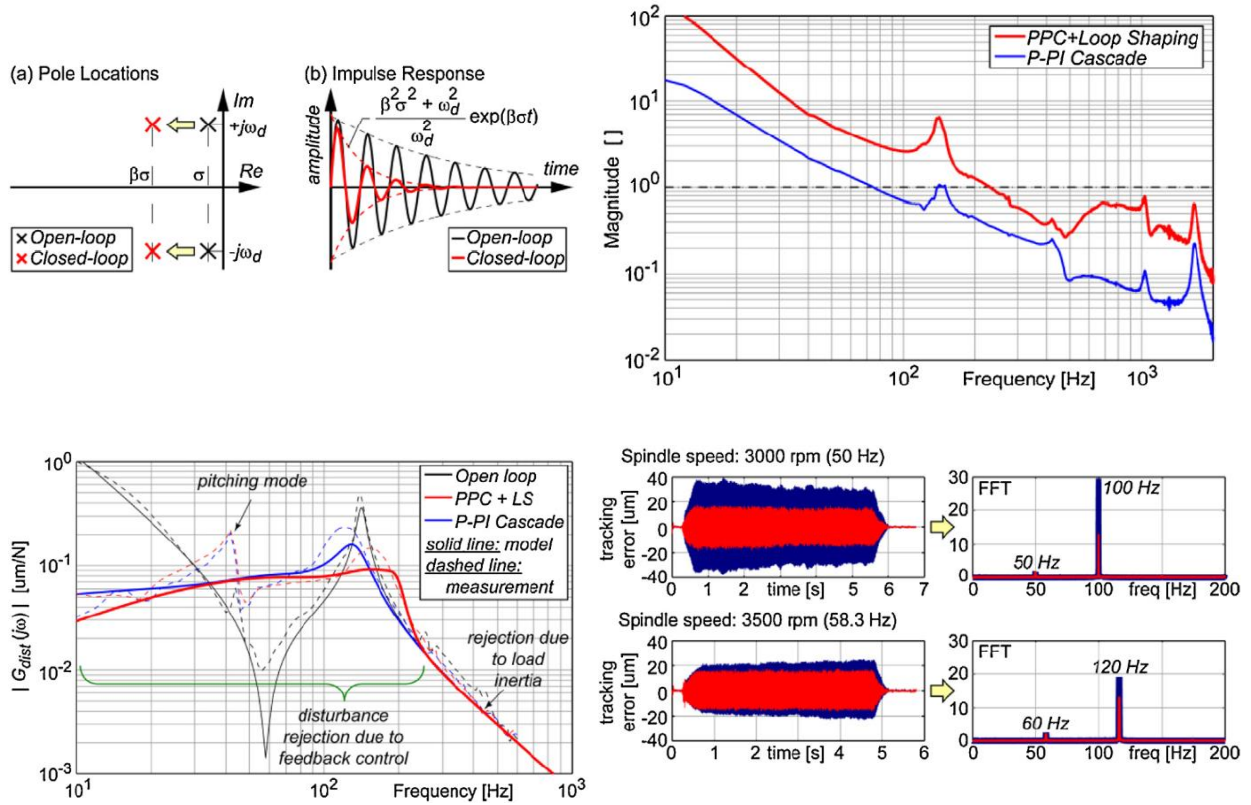 (a) Pole Locations
Im
+jω_d
βσ
σ
Re
-jω_d
×Open-loop
×Closed-loop
(b) Impulse Response
amplitude
β²σ² + ω_d²
ω_d²
exp(βσt)
time
Open-loop
Closed-loop
10²
10¹
10⁰
10⁻¹
10⁻²
Magnitude [ ]
PPC+Loop Shaping
P-PI Cascade
10¹
10²
10³
Frequency [Hz]
10⁰
10⁻¹
10⁻²
10⁻³
| G_dist (jω) | [um/N]
pitching mode
Open loop
PPC + LS
P-PI Cascade
solid line: model
dashed line:
measurement
rejection due
to load
inertia
disturbance
rejection due to
feedback control
10¹
10²
10³
Frequency [Hz]
Spindle speed: 3000 rpm (50 Hz)
tracking
error [um]
40
20
0
-20
-40
0 1 2 3 4 5 6 7
time [s]
FFT
30
20
10
0
50 Hz
100 Hz
0 50 100 200
freq [Hz]
Spindle speed: 3500 rpm (58.3 Hz)
tracking
error [um]
40
20
0
-20
-40
0 1 2 3 4 5 6
time [s]
FFT
30
20
10
0
60 Hz
120 Hz
0 50 100 200
freq [Hz]